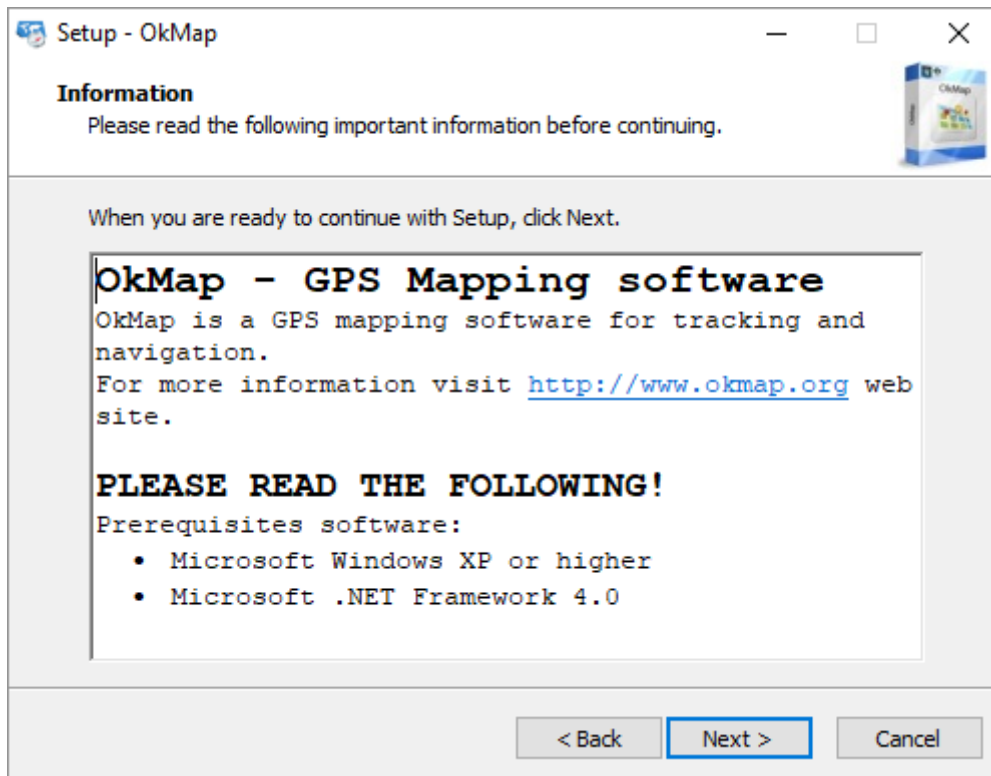 Setup - OkMap
Information
Please read the following important information before continuing.
OkMap
When you are ready to continue with Setup, click Next.
OkMap - GPS Mapping software
OkMap is a GPS mapping software for tracking and
navigation.
For more information visit http://www.okmap.org web
site.
PLEASE READ THE FOLLOWING!
Prerequisites software:
• Microsoft Windows XP or higher
• Microsoft .NET Framework 4.0
< Back
Next >
Cancel